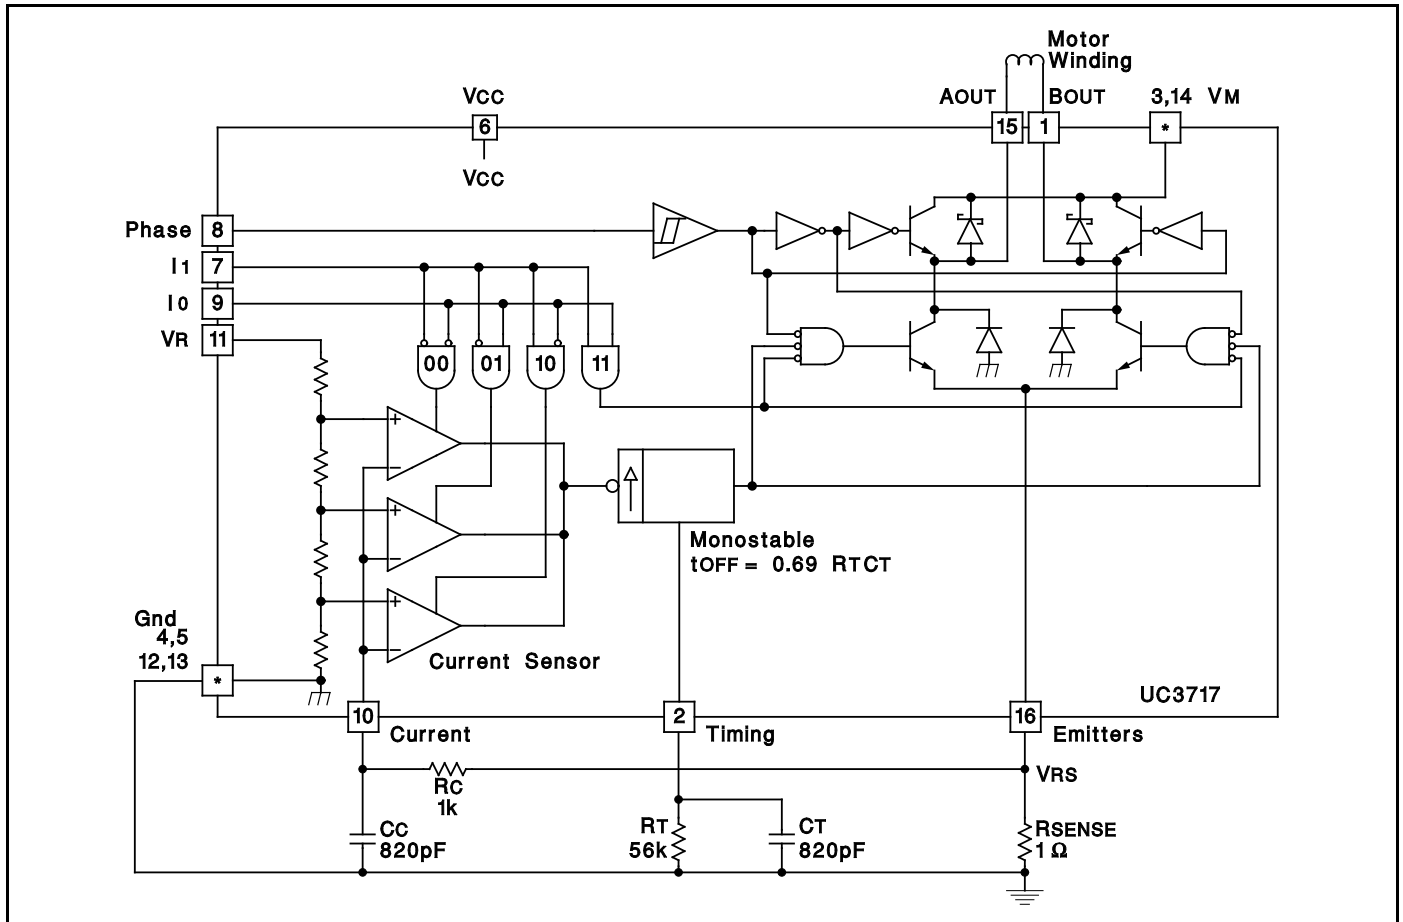 Motor
Winding
VCC
AOUT
BOUT
3,14 VM
6
15
1
*
VCC
Phase
8
I1
7
I0
9
VR
11
00
01
10
11
+
−
+
−
Monostable
tOFF = 0.69 RTCT
+
−
Gnd
4,5
12,13
*
Current Sensor
UC3717
10
Current
2
Timing
16
Emitters
VRS
RC
1k
CC
820pF
RT
56k
CT
820pF
RSENSE
1Ω